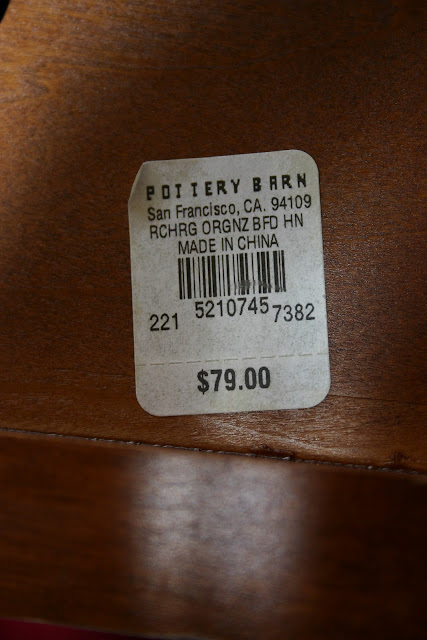 POTTERY BARN
San Francisco, CA. 94109
RCHRG ORGNZ BFD HN
MADE IN CHINA
221 5210745 7382
$79.00